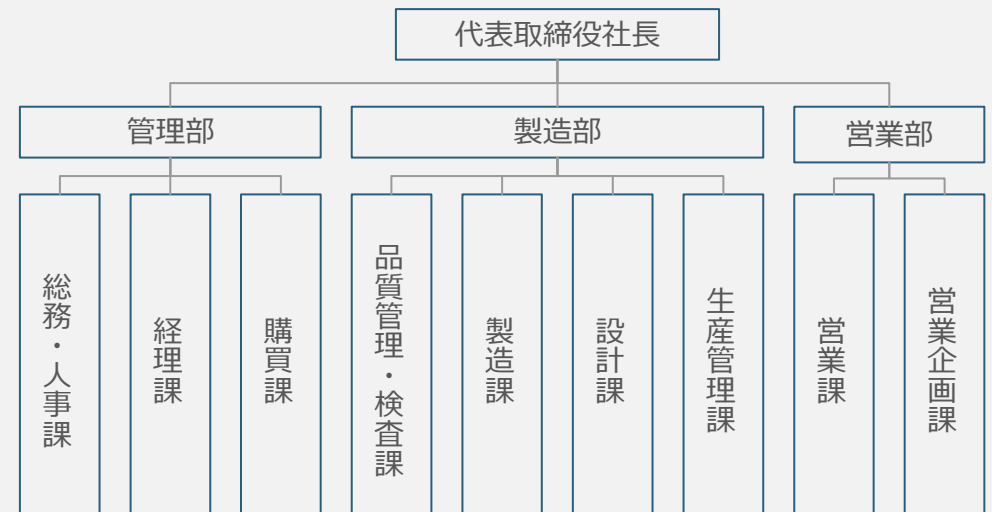 代表取締役社長
管理部
製造部
営業部
総務・人事課
経理課
購買課
品質管理・検査課
製造課
設計課
生産管理課
営業課
営業企画課